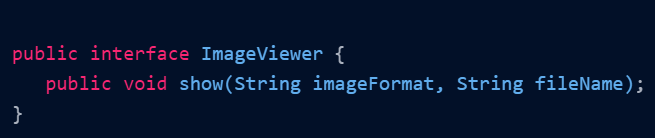 public interface ImageViewer {
   public void show(String imageFormat, String fileName);
}